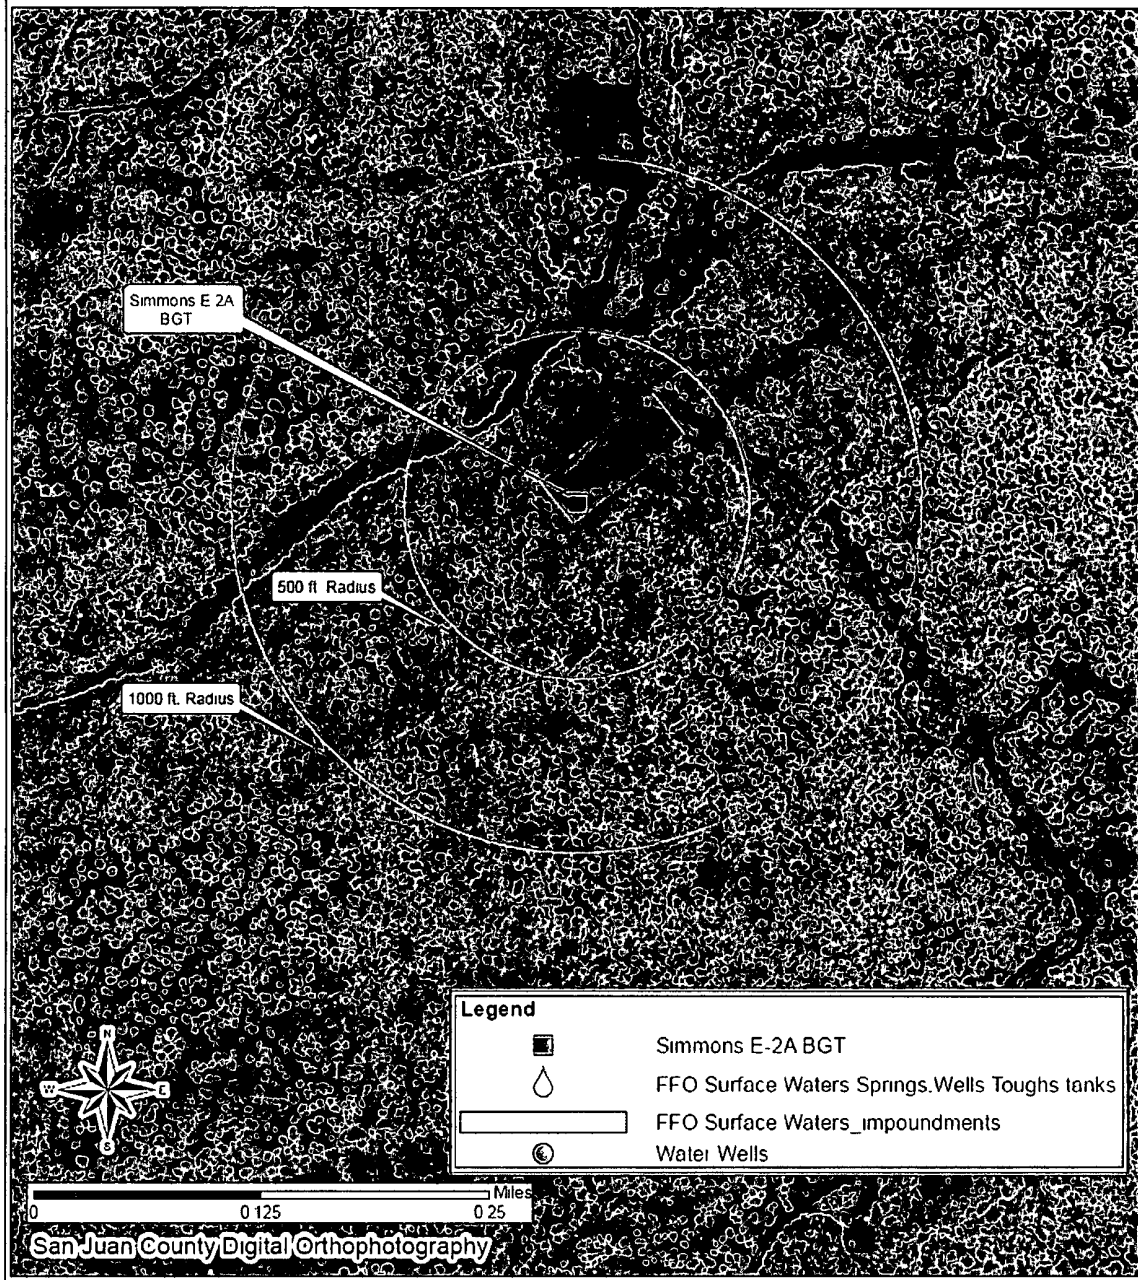 Simmons E 2A
BGT
500 ft Radius
1000 ft. Radius
Legend
Simmons E-2A BGT
FFO Surface Waters Springs.Wells Toughs tanks
FFO Surface Waters_impoundments
Water Wells
N
W E
S
Miles
0 0 125 0 25
San Juan County Digital Orthophotography